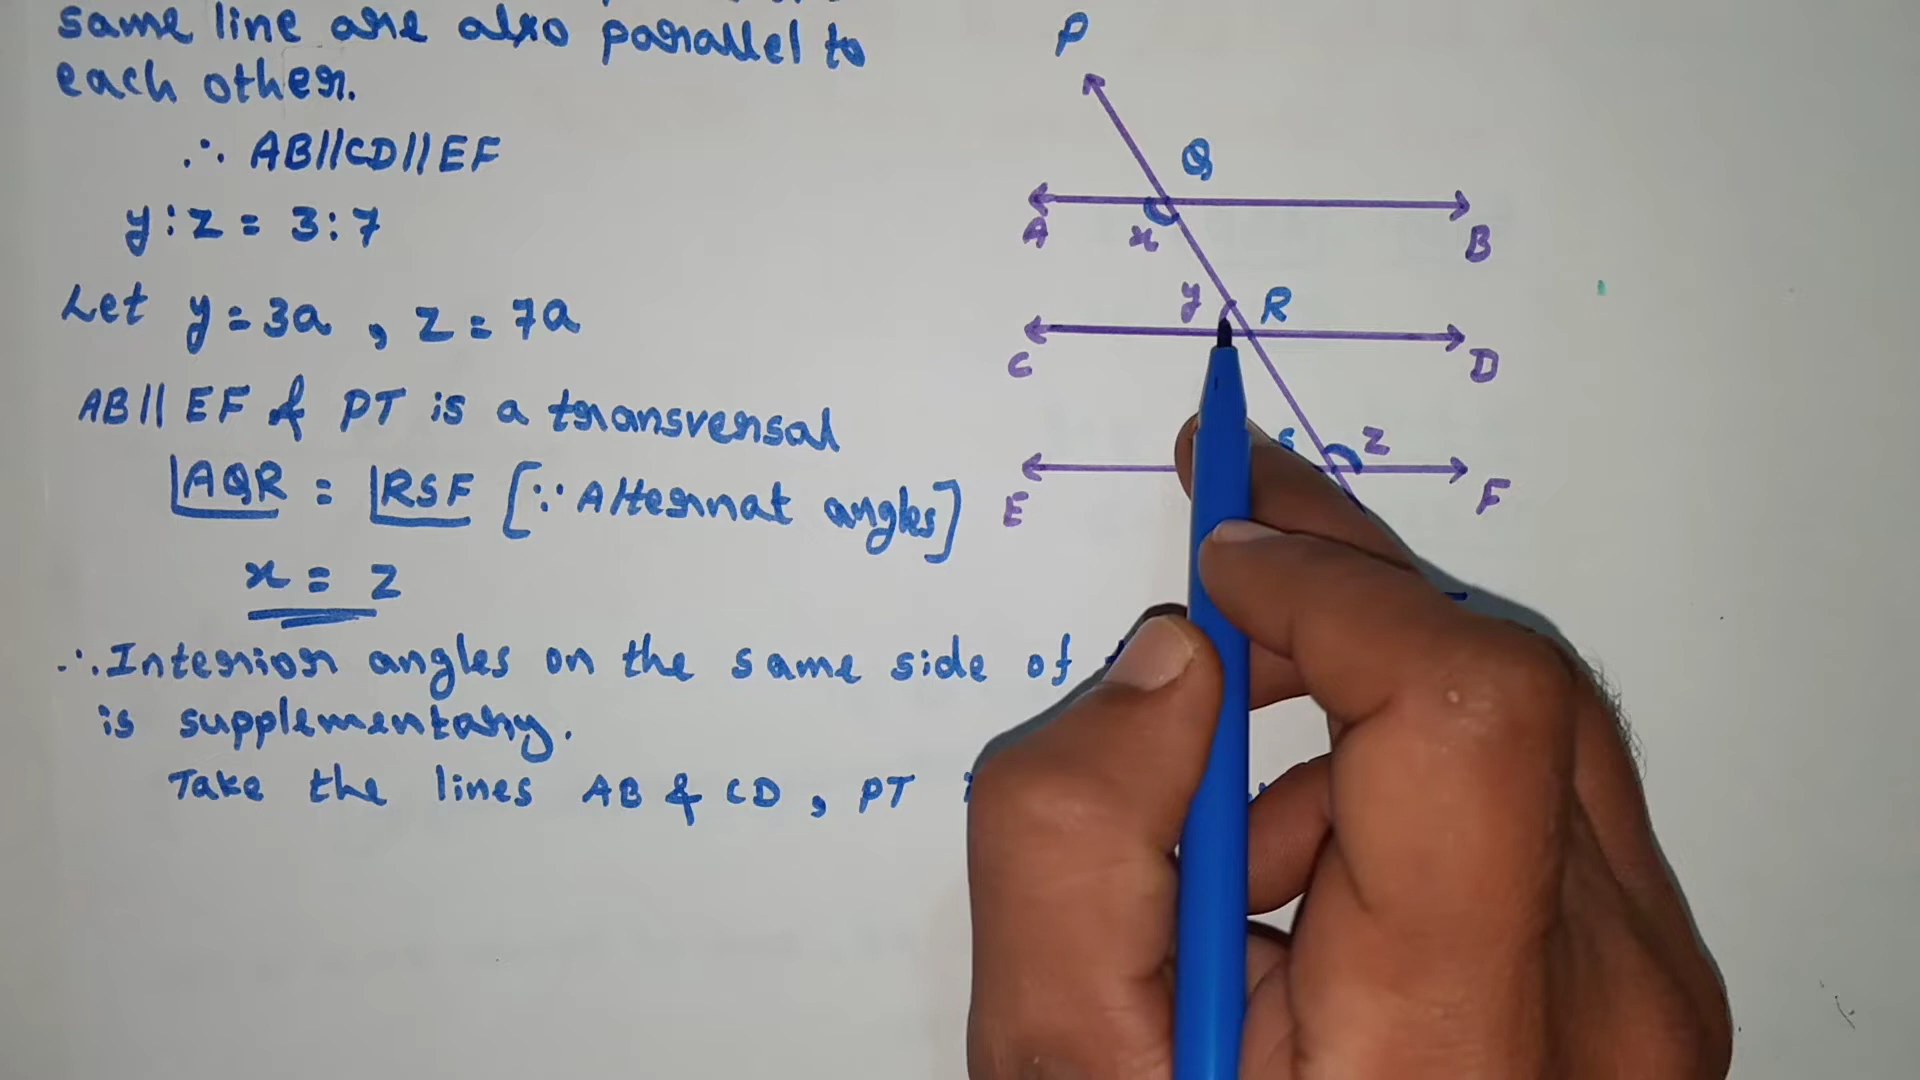 same line are also parallel to
each other.
∴ AB||CD||EF
y:z = 3:7
Let y=3a, z=7a
AB|| EF & PT is a transversal
∠AQR = ∠RSF [∵ Alternat angles]
x = z
∴ Interior angles on the same side of
is supplementary.
Take the lines AB & CD, PT
P
Q
A
x
B
y
R
C
D
s
z
E
F